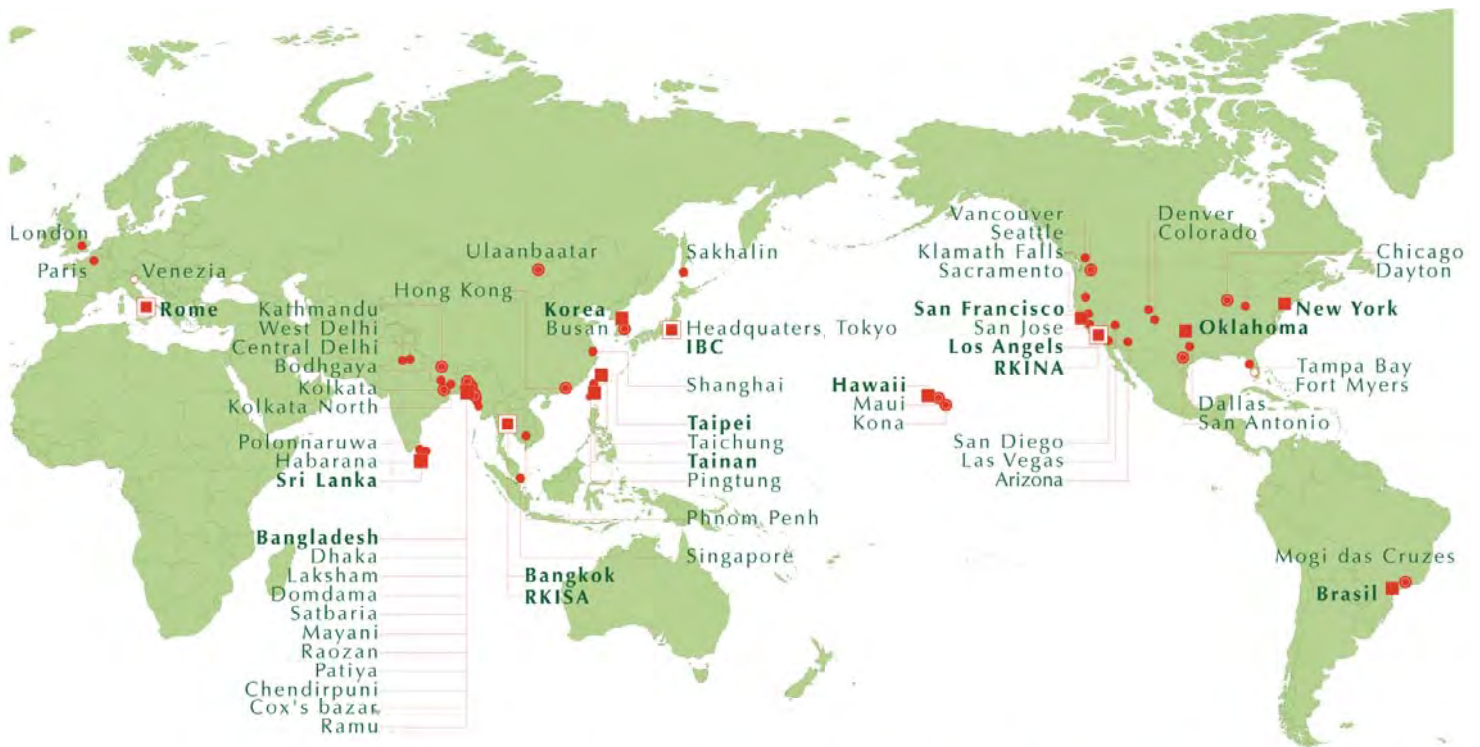 London
Paris
Venezia
Rome
Kathmandu
West Delhi
Central Delhi
Bodhgaya
Kolkata
Kolkata North
Polonnaruwa
Habarana
Sri Lanka
Bangladesh
Dhaka
Laksham
Domdama
Satbaria
Mayani
Raozan
Patiya
Chendirpuni
Cox's bazar
Ramu
Ulaanbaatar
Hong Kong
Sakhalin
Korea
Busan
Headquaters, Tokyo
IBC
Shanghai
Taipei
Taichung
Tainan
Pingtung
Phnom Penh
Singapore
Bangkok
RKISA
Hawaii
Maui
Kona
Vancouver
Seattle
Klamath Falls
Sacramento
San Francisco
San Jose
Los Angels
RKINA
San Diego
Las Vegas
Arizona
Denver
Colorado
Chicago
Dayton
New York
Oklahoma
Tampa Bay
Fort Myers
Dallas
San Antonio
Mogi das Cruzes
Brasil